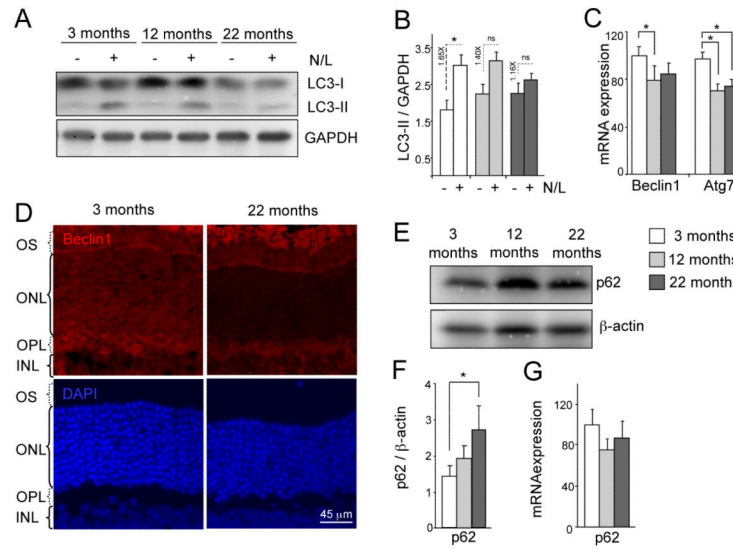 A
3 months 12 months 22 months
- + - + - + N/L
LC3-I
LC3-II
GAPDH
B
LC3-II / GAPDH
3.5
2.5
1.5
0.5
1.65X * 1.40X ns 1.16X ns
- + - + - + N/L
C
mRNA expression
120
80
40
0
* * *
Beclin1 Atg7
D
3 months 22 months
Beclin1
OS
ONL
OPL
INL
DAPI
OS
ONL
OPL
INL
45 µm
E
3 months 12 months 22 months
p62
β-actin
3 months
12 months
22 month
F
p62 / β-actin
4
3
2
1
0
*
p62
G
mRNAexpression
120
80
40
0
p62